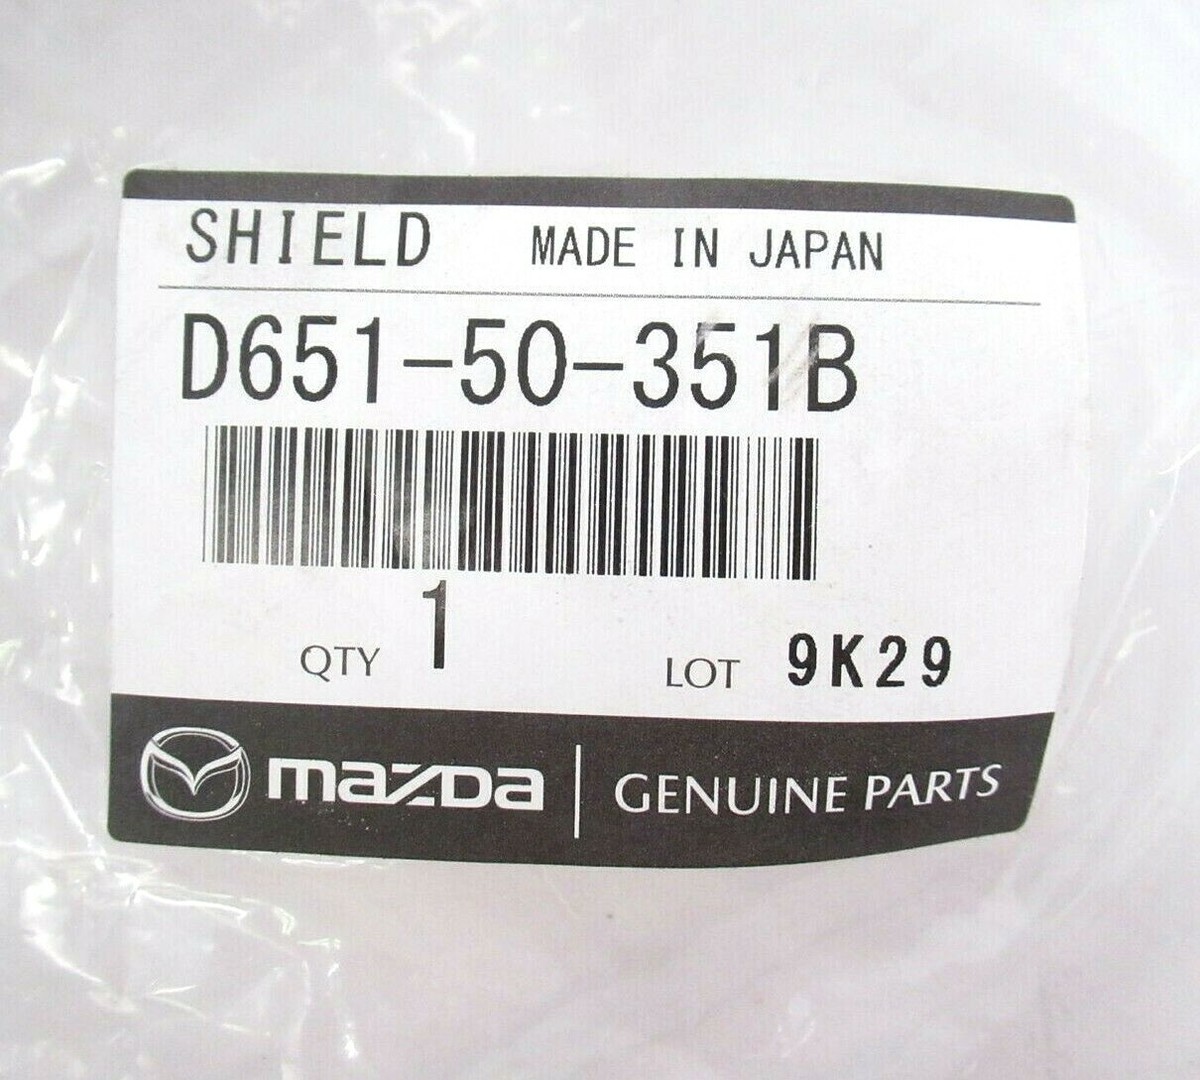 SHIELD MADE IN JAPAN
D651-50-351B
QTY 1 LOT 9K29
mazda GENUINE PARTS